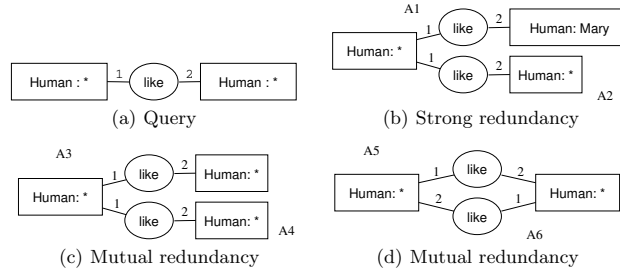 A1
1 like 2 Human: Mary
Human: *
1 like 2 Human: *
A2
Human : * 1 like 2 Human : *
(a) Query
(b) Strong redundancy
A3
1 like 2 Human: *
Human: *
1 like 2 Human: *
A4
(c) Mutual redundancy
A5
1 like 2
Human: * Human: *
2 like 1
A6
(d) Mutual redundancy